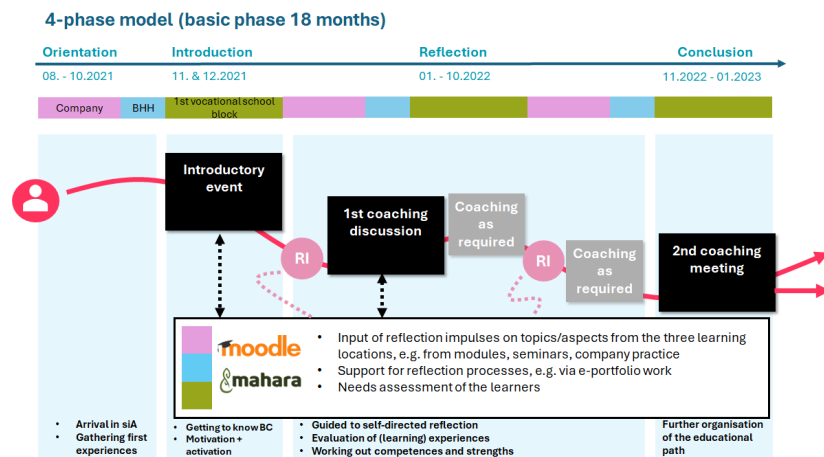 4-phase model (basic phase 18 months)
Orientation
Introduction
Reflection
Conclusion
08. - 10.2021
11. & 12.2021
01. - 10.2022
11.2022 - 01.2023
Company
BHH
1st vocational school
block
Introductory
event
1st coaching
discussion
Coaching
as
required
RI
RI
Coaching
as
required
2nd coaching
meeting
moodle
mahara
• Input of reflection impulses on topics/aspects from the three learning
locations, e.g. from modules, seminars, company practice
• Support for reflection processes, e.g. via e-portfolio work
• Needs assessment of the learners
• Arrival in siA
• Gathering first
experiences
• Getting to know BC
• Motivation +
activation
• Guided to self-directed reflection
• Evaluation of (learning) experiences
• Working out competences and strengths
Further organisation
of the educational
path